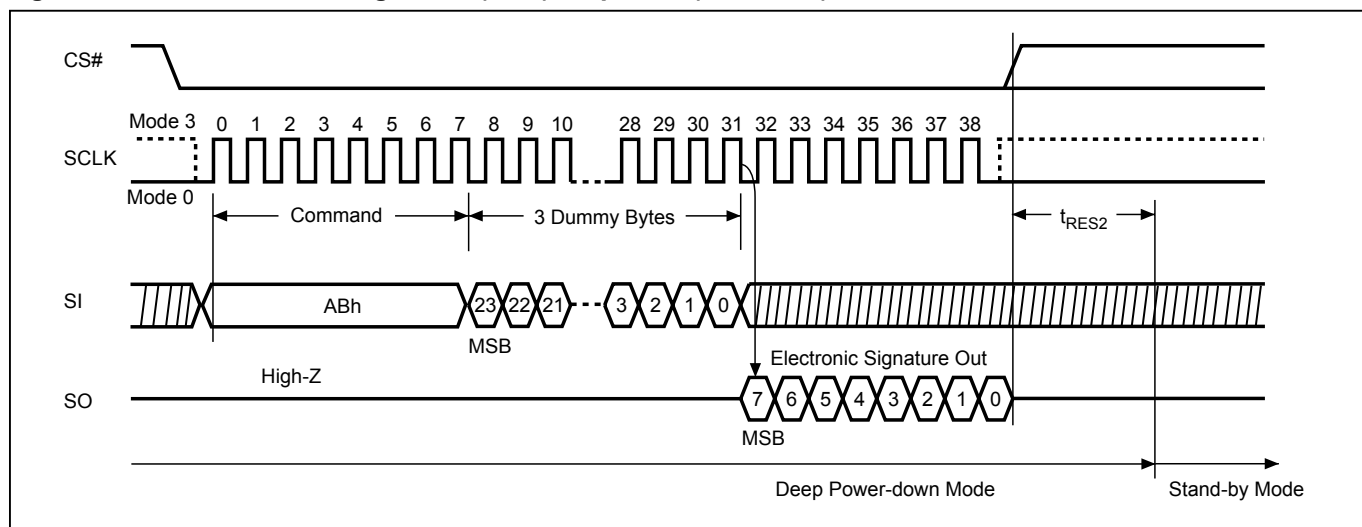 CS#
Mode 3 0 1 2 3 4 5 6 7 8 9 10 28 29 30 31 32 33 34 35 36 37 38
SCLK
Mode 0
Command 3 Dummy Bytes tRES2
SI ABh 23 22 21 3 2 1 0
MSB
Electronic Signature Out
High-Z
SO 7 6 5 4 3 2 1 0
MSB
Deep Power-down Mode Stand-by Mode